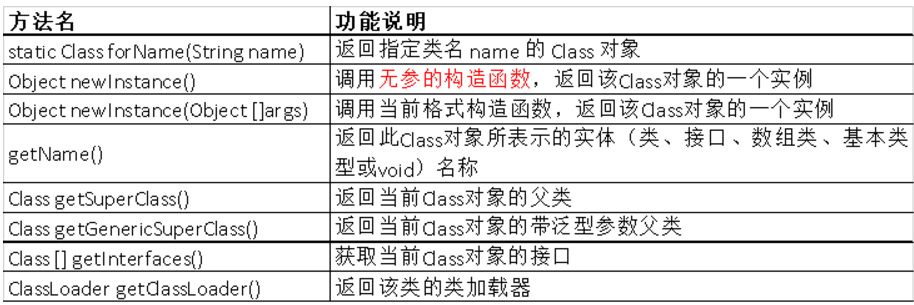 方法名 功能说明
static Class forName(String name) 返回指定类名 name 的 Class 对象
Object newInstance() 调用无参的构造函数，返回该Class对象的一个实例
Object newInstance(Object []args) 调用当前格式构造函数，返回该Class对象的一个实例
getName() 返回此Class对象所表示的实体（类、接口、数组类、基本类
型或void）名称
Class getSuperClass() 返回当前Class对象的父类
Class getGenericSuperClass() 返回当前Class对象的带泛型参数父类
Class [] getInterfaces() 获取当前Class对象的接口
ClassLoader getClassLoader() 返回该类的类加载器